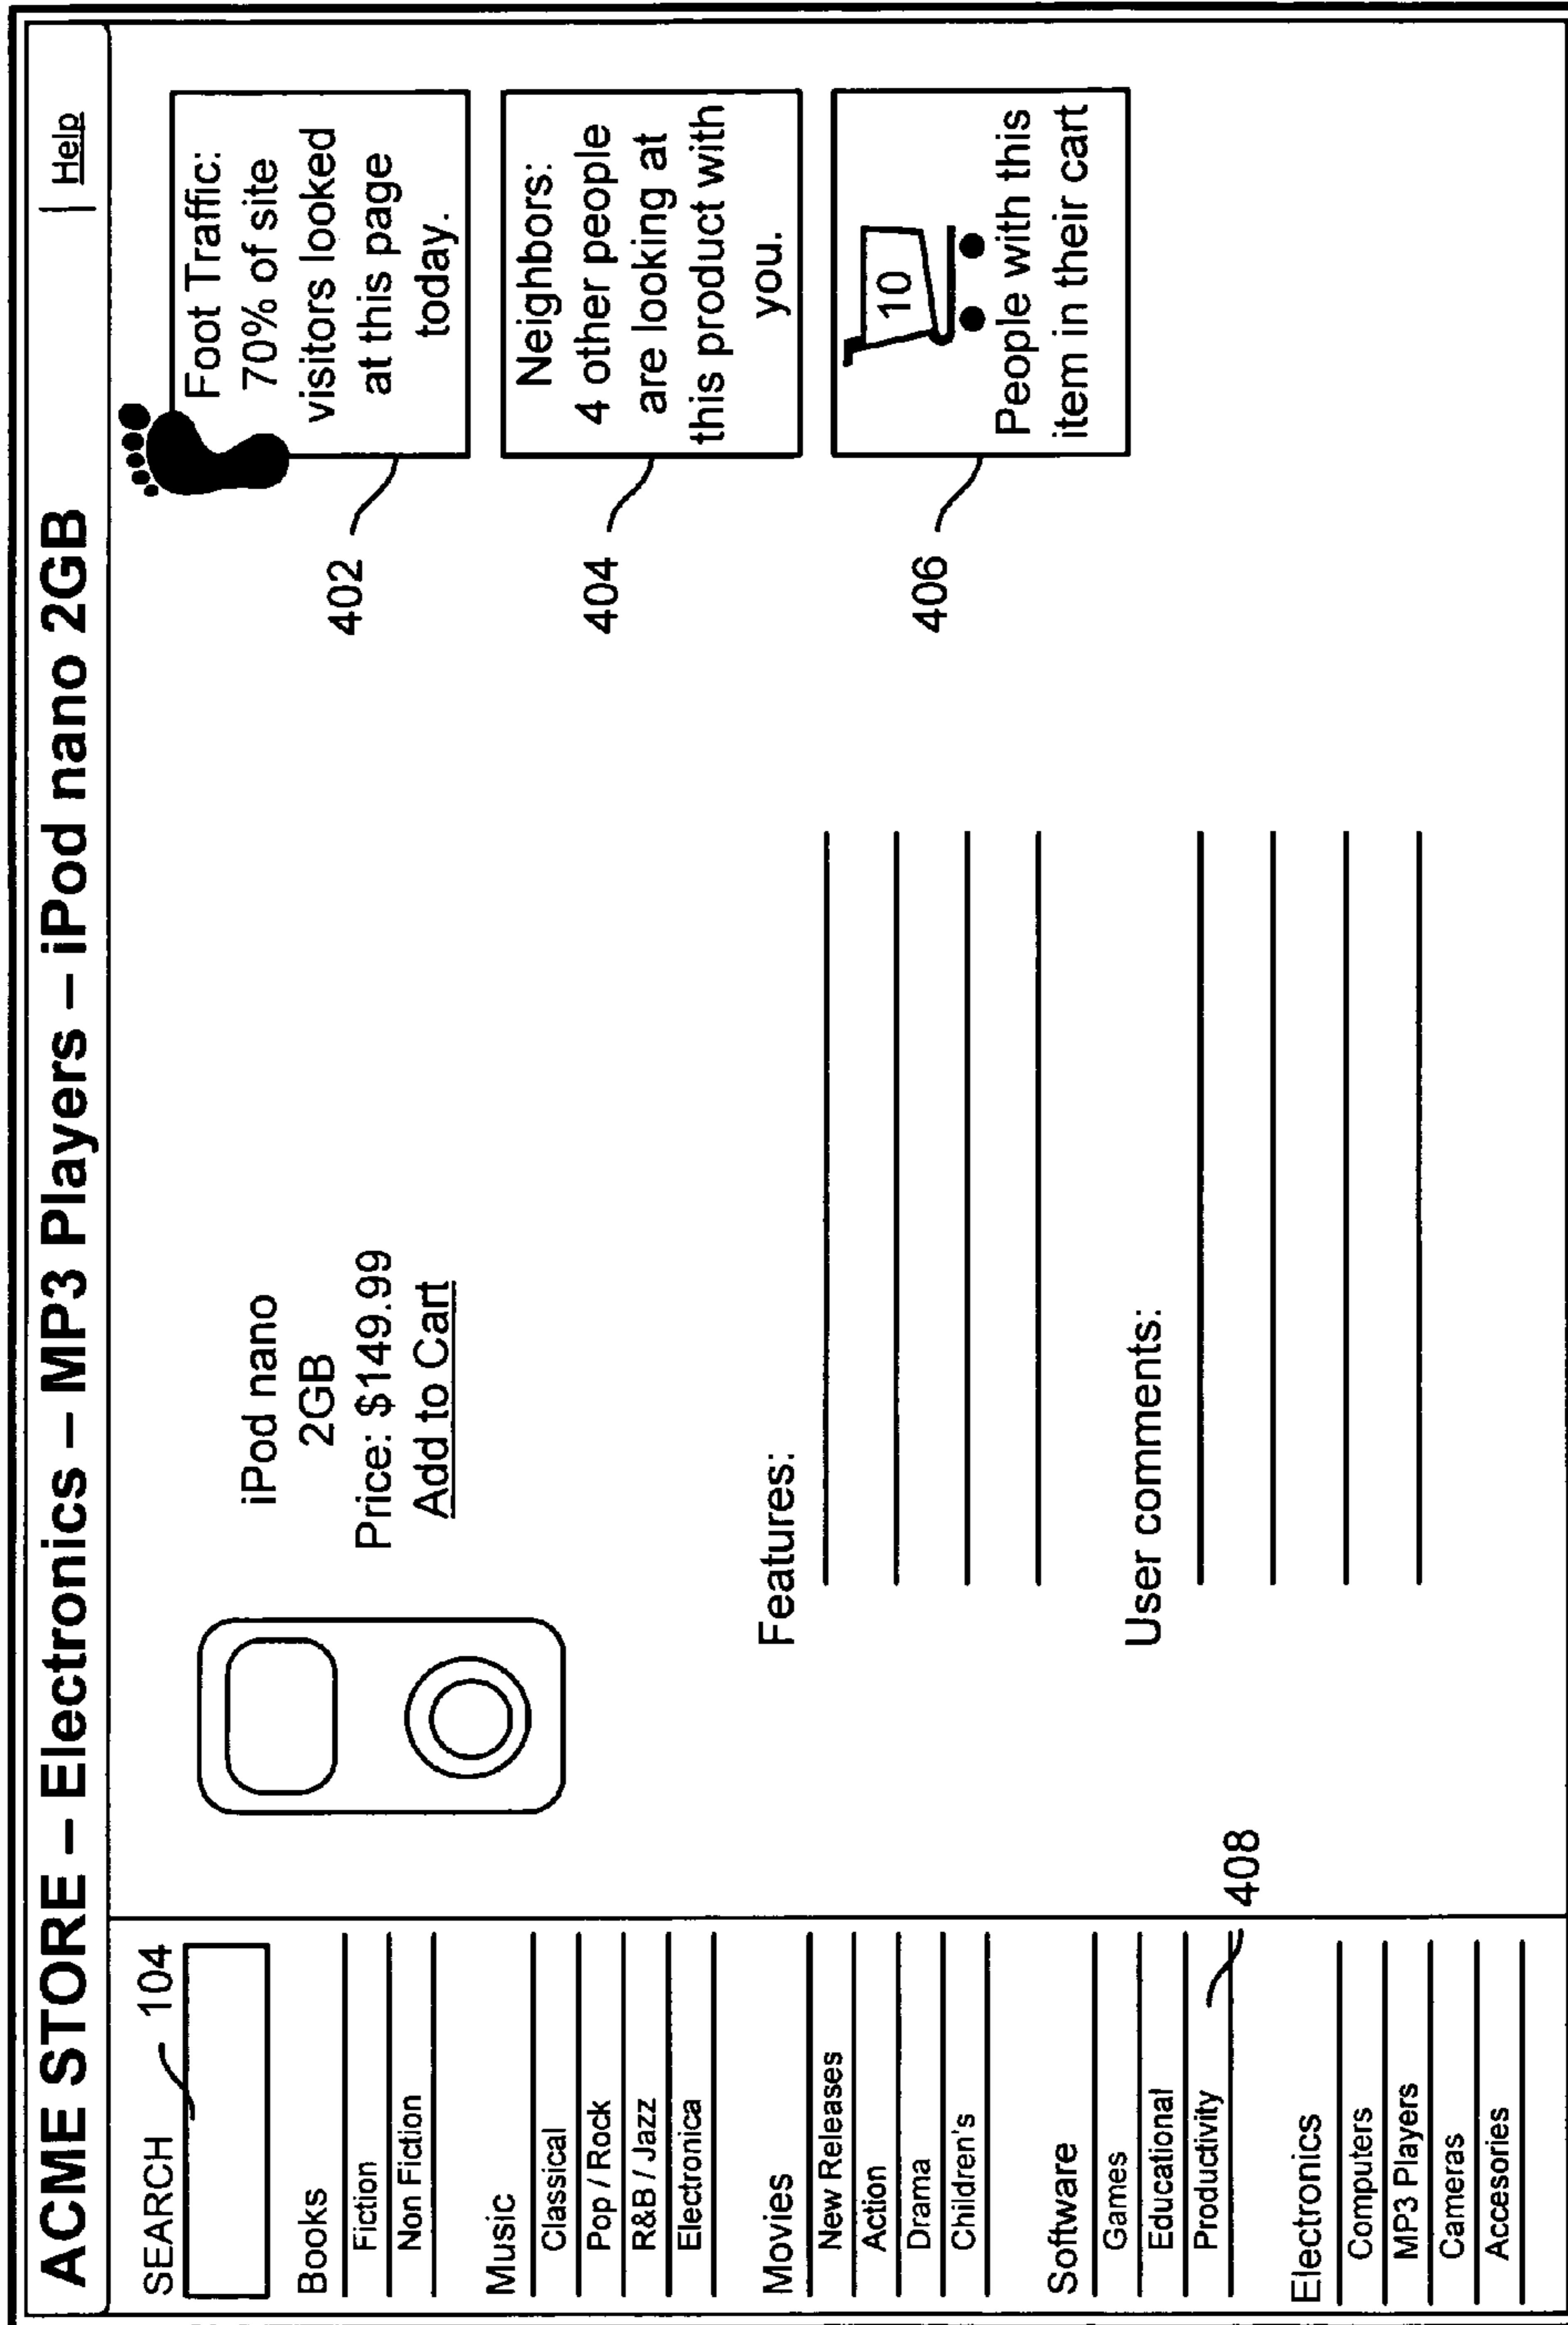 ACME STORE – Electronics – MP3 Players – iPod nano 2GB
| Help
SEARCH
104
Books
Fiction
Non Fiction
Music
Classical
Pop / Rock
R&B / Jazz
Electronica
Movies
New Releases
Action
Drama
Children's
Software
Games
Educational
Productivity
408
Electronics
Computers
MP3 Players
Cameras
Accesories
iPod nano
2GB
Price: $149.99
Add to Cart
Features:
User comments:
402
Foot Traffic:
70% of site
visitors looked
at this page
today.
404
Neighbors:
4 other people
are looking at
this product with
you.
406
10
People with this
item in their cart